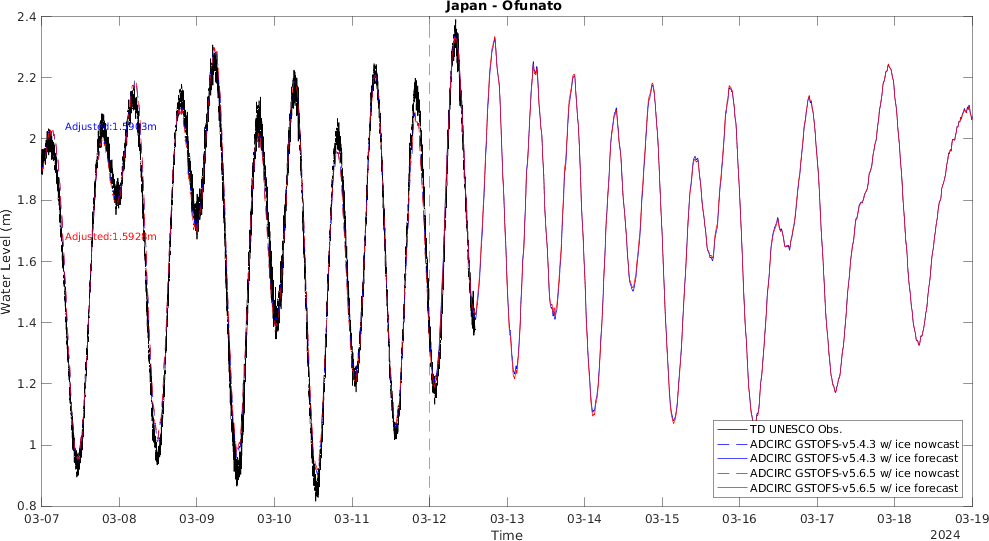 Japan - Ofunato
2.4
2.2
2
1.8
1.6
1.4
1.2
1
0.8
Water Level (m)
Adjusted:1.5903m
Adjusted:1.5928m
TD UNESCO Obs.
ADCIRC GSTOFS-v5.4.3 w/ ice nowcast
ADCIRC GSTOFS-v5.4.3 w/ ice forecast
ADCIRC GSTOFS-v5.6.5 w/ ice nowcast
ADCIRC GSTOFS-v5.6.5 w/ ice forecast
03-07 03-08 03-09 03-10 03-11 03-12 03-13 03-14 03-15 03-16 03-17 03-18 03-19
Time
2024